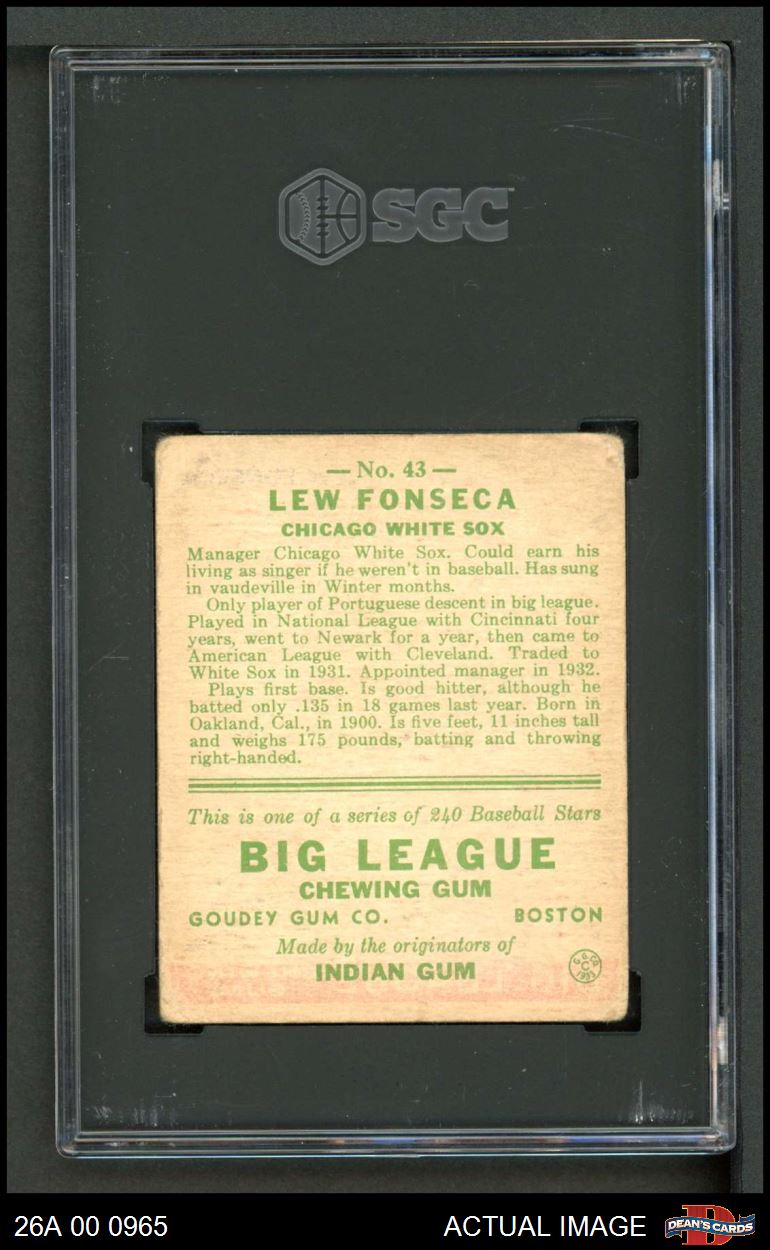 SGC
— No. 43 —
LEW FONSECA
CHICAGO WHITE SOX
Manager Chicago White Sox. Could earn his
living as singer if he weren't in baseball. Has sung
in vaudeville in Winter months.
Only player of Portuguese descent in big league.
Played in National League with Cincinnati four
years, went to Newark for a year, then came to
American League with Cleveland. Traded to
White Sox in 1931. Appointed manager in 1932.
Plays first base. Is good hitter, although he
batted only .135 in 18 games last year. Born in
Oakland, Cal., in 1900. Is five feet, 11 inches tall
and weighs 175 pounds, batting and throwing
right-handed.
This is one of a series of 240 Baseball Stars
BIG LEAGUE
CHEWING GUM
GOUDEY GUM CO. BOSTON
Made by the originators of
INDIAN GUM
G. G. CO.
C
1933
26A 00 0965 ACTUAL IMAGE DEAN'S CARDS